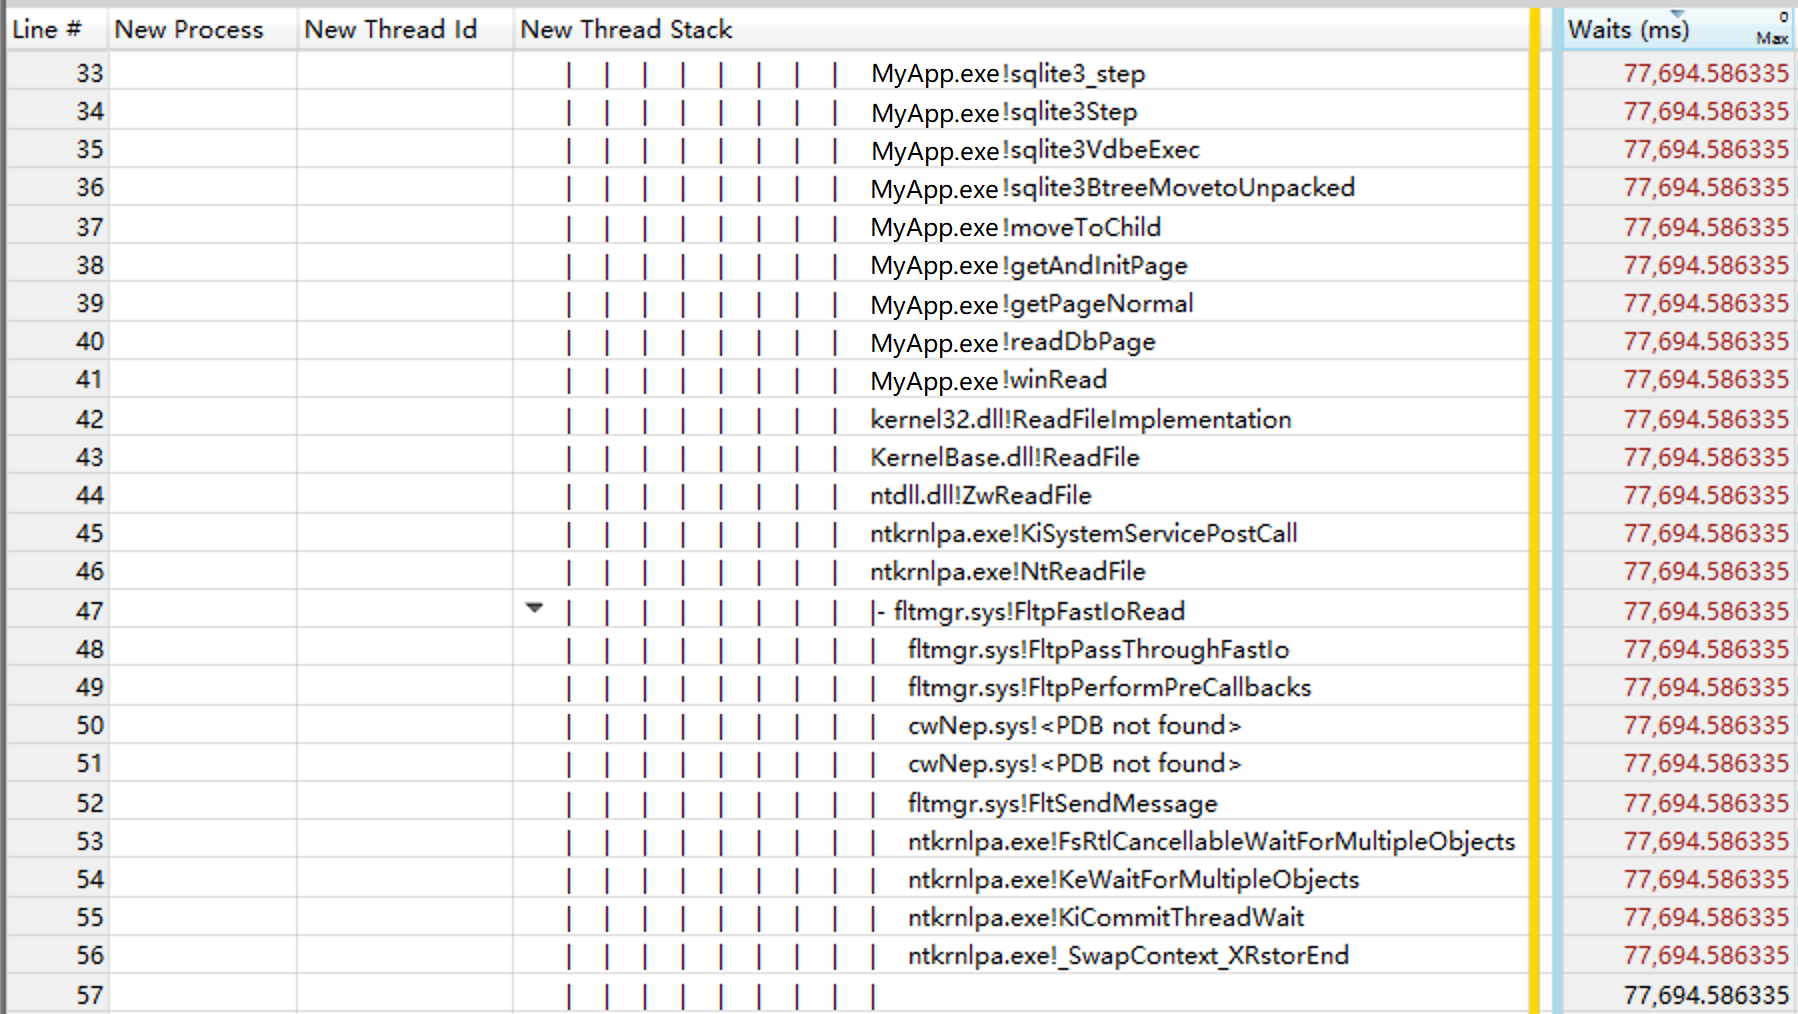 Line # New Process New Thread Id New Thread Stack Waits (ms) 0 Max
33 | | | | | | | | MyApp.exe!sqlite3_step 77,694.586335
34 | | | | | | | | MyApp.exe!sqlite3Step 77,694.586335
35 | | | | | | | | MyApp.exe!sqlite3VdbeExec 77,694.586335
36 | | | | | | | | MyApp.exe!sqlite3BtreeMovetoUnpacked 77,694.586335
37 | | | | | | | | MyApp.exe!moveToChild 77,694.586335
38 | | | | | | | | MyApp.exe!getAndInitPage 77,694.586335
39 | | | | | | | | MyApp.exe!getPageNormal 77,694.586335
40 | | | | | | | | MyApp.exe!readDbPage 77,694.586335
41 | | | | | | | | MyApp.exe!winRead 77,694.586335
42 | | | | | | | | kernel32.dll!ReadFileImplementation 77,694.586335
43 | | | | | | | | KernelBase.dll!ReadFile 77,694.586335
44 | | | | | | | | ntdll.dll!ZwReadFile 77,694.586335
45 | | | | | | | | ntkrnlpa.exe!KiSystemServicePostCall 77,694.586335
46 | | | | | | | | ntkrnlpa.exe!NtReadFile 77,694.586335
47 | | | | | | | | |- fltmgr.sys!FltpFastIoRead 77,694.586335
48 | | | | | | | | | fltmgr.sys!FltpPassThroughFastIo 77,694.586335
49 | | | | | | | | | fltmgr.sys!FltpPerformPreCallbacks 77,694.586335
50 | | | | | | | | | cwNep.sys!<PDB not found> 77,694.586335
51 | | | | | | | | | cwNep.sys!<PDB not found> 77,694.586335
52 | | | | | | | | | fltmgr.sys!FltSendMessage 77,694.586335
53 | | | | | | | | | ntkrnlpa.exe!FsRtlCancellableWaitForMultipleObjects 77,694.586335
54 | | | | | | | | | ntkrnlpa.exe!KeWaitForMultipleObjects 77,694.586335
55 | | | | | | | | | ntkrnlpa.exe!KiCommitThreadWait 77,694.586335
56 | | | | | | | | | ntkrnlpa.exe!_SwapContext_XRstorEnd 77,694.586335
57 | | | | | | | | | 77,694.586335